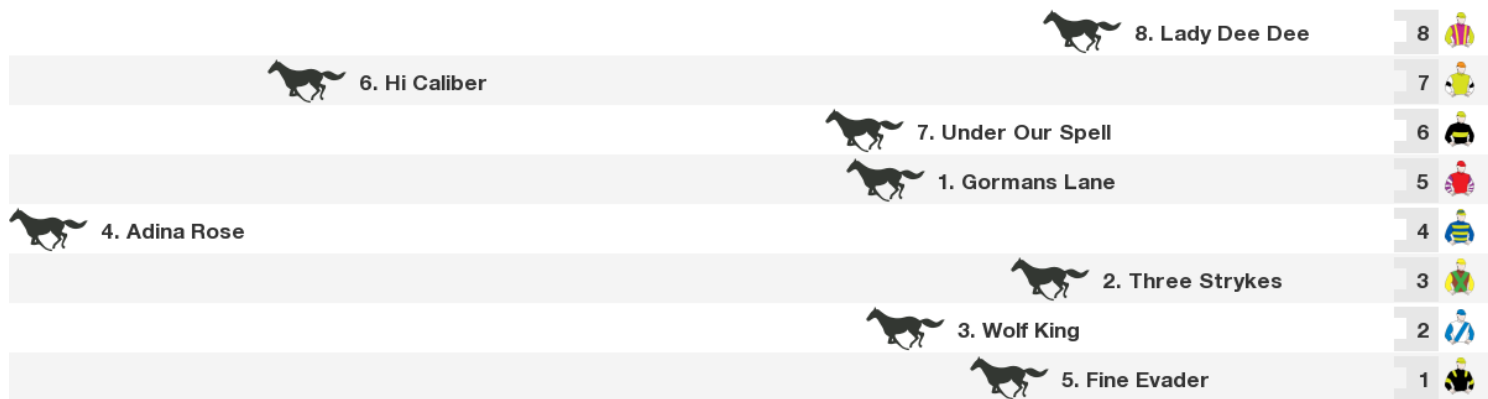 8. Lady Dee Dee 8
6. Hi Caliber 7
7. Under Our Spell 6
1. Gormans Lane 5
4. Adina Rose 4
2. Three Strykes 3
3. Wolf King 2
5. Fine Evader 1